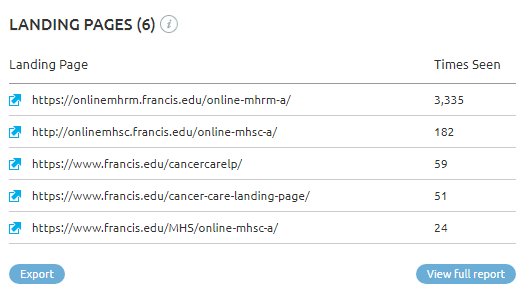 LANDING PAGES (6) i
Landing Page Times Seen
https://onlinemhrm.francis.edu/online-mhrm-a/ 3,335
http://onlinemhsc.francis.edu/online-mhsc-a/ 182
https://www.francis.edu/cancercarelp/ 59
https://www.francis.edu/cancer-care-landing-page/ 51
https://www.francis.edu/MHS/online-mhsc-a/ 24
Export View full report